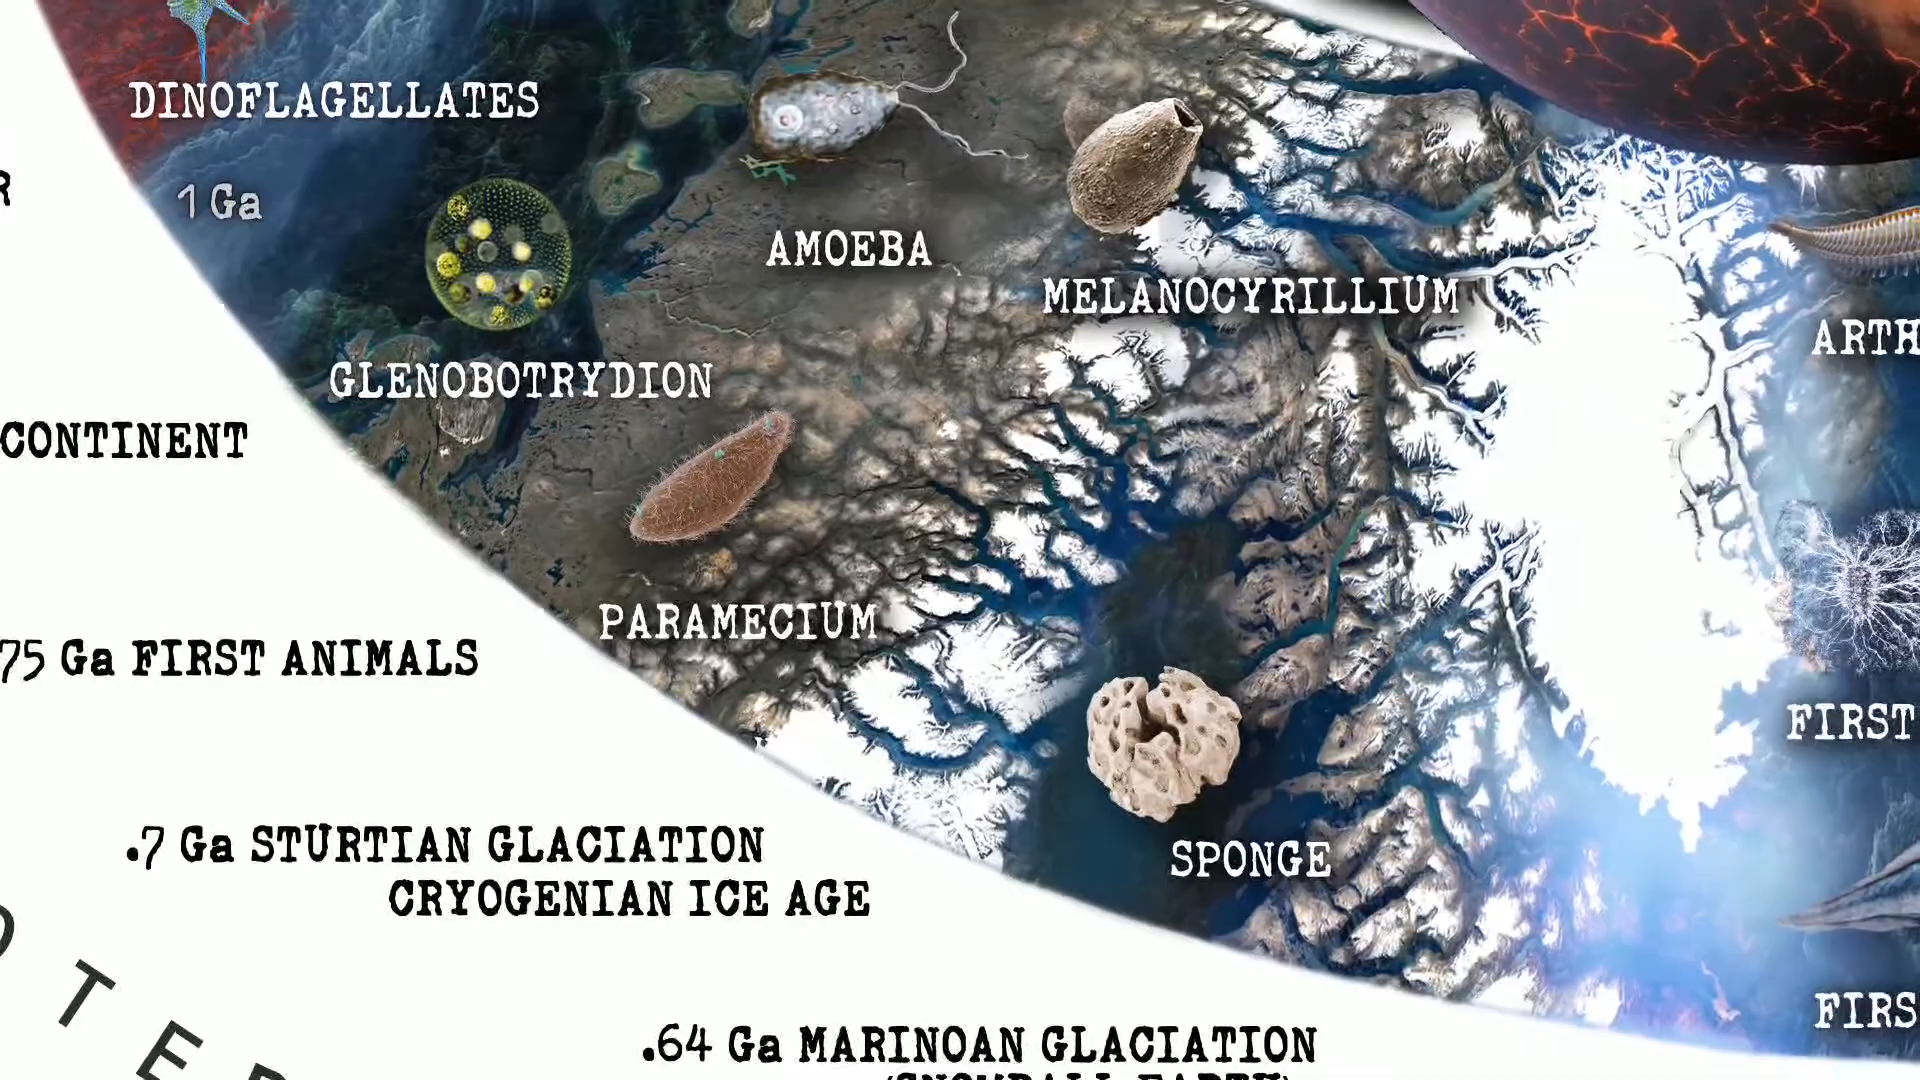 DINOFLAGELLATES
1 Ga
AMOEBA
MELANOCYRILLIUM
GLENOBOTRYDION
CONTINENT
PARAMECIUM
75 Ga FIRST ANIMALS
FIRST
.7 Ga STURTIAN GLACIATION
CRYOGENIAN ICE AGE
SPONGE
FIRS
.64 Ga MARINOAN GLACIATION
ARTH
R
T E